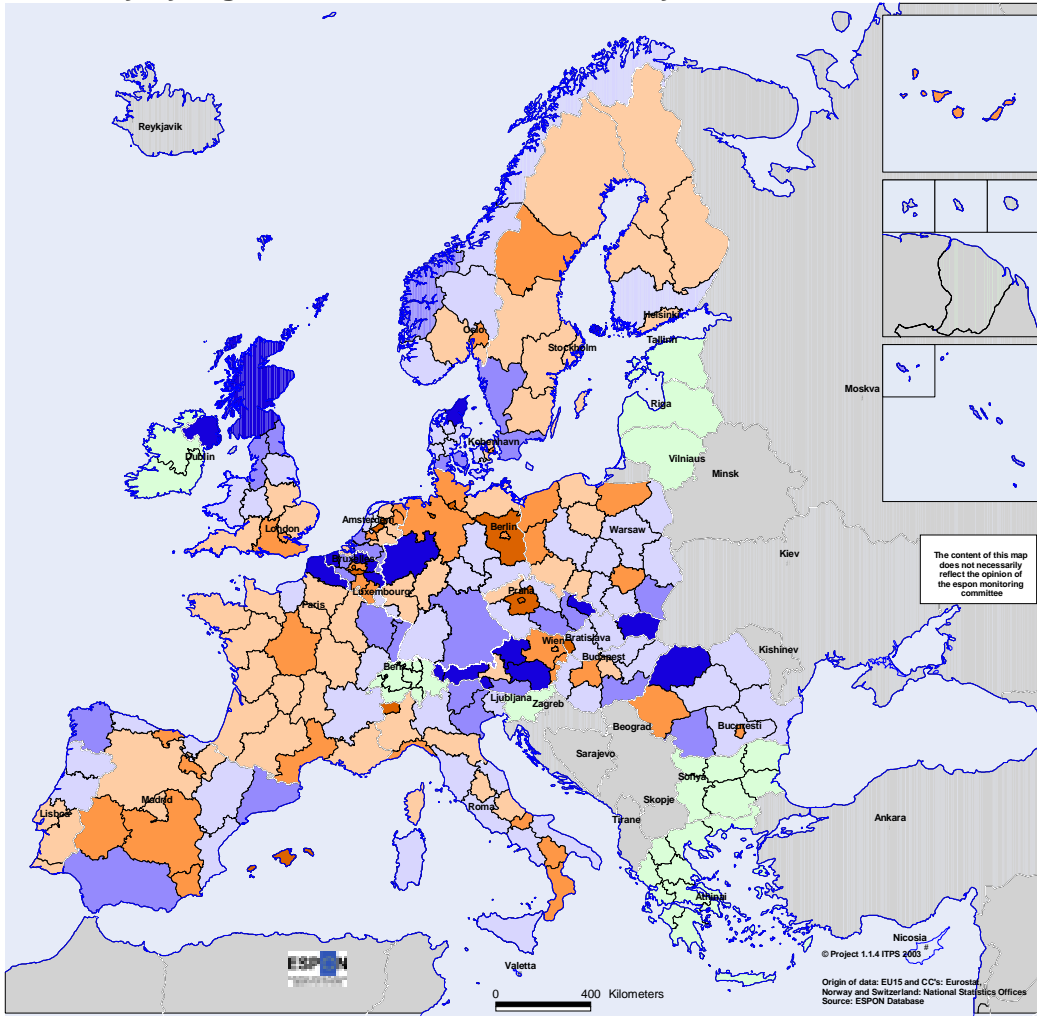 Reykjavik
Helsinki
Oslo
Tallinn
Stockholm
Moskva
Riga
Kobenhavn
Dublin
Vilniaus
Minsk
Amsterdam
Berlin
London
Warsaw
Kiev
The content of this map
does not necessarily
reflect the opinion of
the espon monitoring
committee
Luxembourg
Praha
Paris
Wien
Bratislava
Budapest
Kishinev
Bern
Ljubljana
Zagreb
Beograd
Bucuresti
Sarajevo
Sofiya
Madrid
Lisboa
Roma
Skopje
Tirane
Ankara
Athinai
Nicosia
#
ESPON
© Project 1.1.4 ITPS 2003
Valetta
Origin of data: EU15 and CC's: Eurostat,
Norway and Switzerland: National Statistics Offices
Source: ESPON Database
0 400 Kilometers